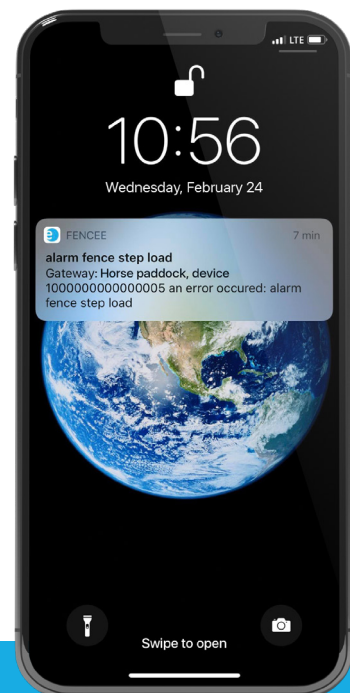 LTE
10:56
Wednesday, February 24
FENCEE 7 min
alarm fence step load
Gateway: Horse paddock, device
1000000000000005 an error occured: alarm
fence step load
Swipe to open